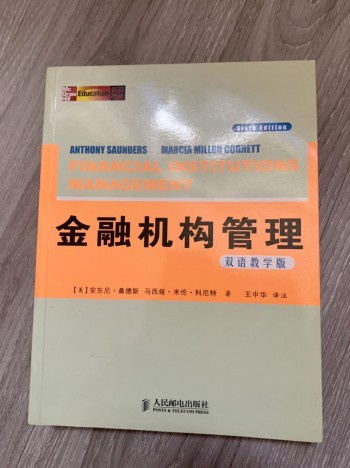 Education
Sixth Edition
ANTHONY SAUNDERS MARCIA MILLON CORNETT
FINANCIAL INSTITUTIONS
MANAGEMENT
金融机构管理
双语教学版
[美]安东尼·桑德斯 马西娅·米伦·科尼特 著 王中华 译注
人民邮电出版社
POSTS & TELECOM PRESS